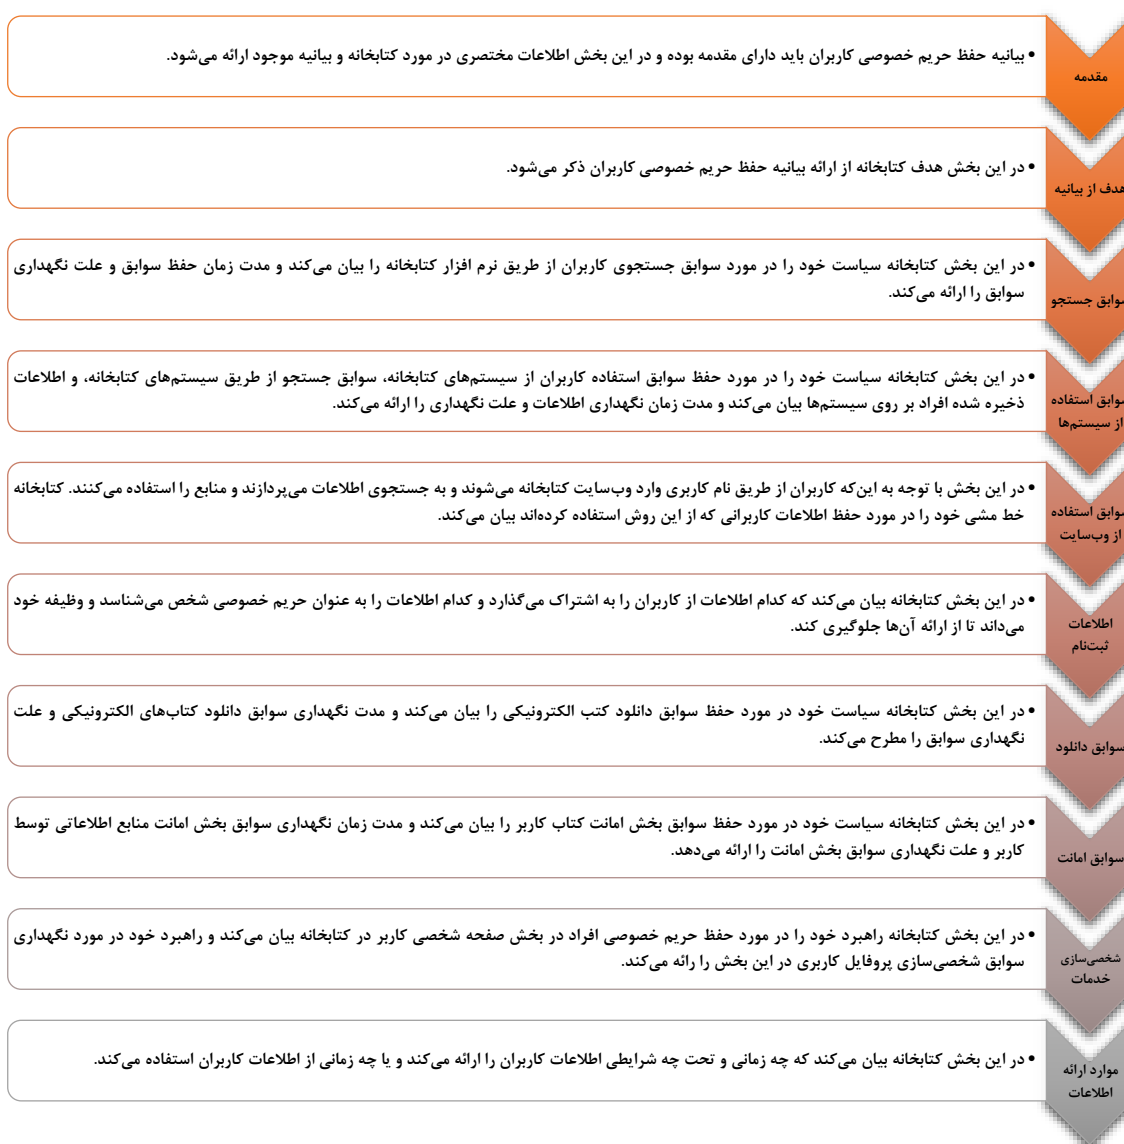 مقدمه
• بیانیه حفظ حریم خصوصی کاربران باید دارای مقدمه بوده و در این بخش اطلاعات مختصری در مورد کتابخانه و بیانیه موجود ارائه می‌شود.
هدف از بیانیه
• در این بخش هدف کتابخانه از ارائه بیانیه حفظ حریم خصوصی کاربران ذکر می‌شود.
سوابق جستجو
• در این بخش کتابخانه سیاست خود را در مورد سوابق جستجوی کاربران از طریق نرم افزار کتابخانه را بیان می‌کند و مدت زمان حفظ سوابق و علت نگهداری
سوابق را ارائه می‌کند.
سوابق استفاده
از سیستم‌ها
• در این بخش کتابخانه سیاست خود را در مورد حفظ سوابق استفاده کاربران از سیستم‌های کتابخانه، سوابق جستجو از طریق سیستم‌های کتابخانه، و اطلاعات
ذخیره شده افراد بر روی سیستم‌ها بیان می‌کند و مدت زمان نگهداری اطلاعات و علت نگهداری را ارائه می‌کند.
سوابق استفاده
از وب‌سایت
• در این بخش با توجه به این‌که کاربران از طریق نام کاربری وارد وب‌سایت کتابخانه می‌شوند و به جستجوی اطلاعات می‌پردازند و منابع را استفاده می‌کنند. کتابخانه
خط مشی خود را در مورد حفظ اطلاعات کاربرانی که از این روش استفاده کرده‌اند بیان می‌کند.
اطلاعات
ثبت‌نام
• در این بخش کتابخانه بیان می‌کند که کدام اطلاعات از کاربران را به اشتراک می‌گذارد و کدام اطلاعات را به عنوان حریم خصوصی شخص می‌شناسد و وظیفه خود
می‌داند تا از ارائه آن‌ها جلوگیری کند.
سوابق دانلود
• در این بخش کتابخانه سیاست خود در مورد حفظ سوابق دانلود کتب الکترونیکی را بیان می‌کند و مدت نگهداری سوابق دانلود کتاب‌های الکترونیکی و علت
نگهداری سوابق را مطرح می‌کند.
سوابق امانت
• در این بخش کتابخانه سیاست خود در مورد حفظ سوابق بخش امانت کتاب کاربر را بیان می‌کند و مدت زمان نگهداری سوابق بخش امانت منابع اطلاعاتی توسط
کاربر و علت نگهداری سوابق بخش امانت را ارائه می‌دهد.
شخصی‌سازی
خدمات
• در این بخش کتابخانه راهبرد خود را در مورد حفظ حریم خصوصی افراد در بخش صفحه شخصی کاربر در کتابخانه بیان می‌کند و راهبرد خود در مورد نگهداری
سوابق شخصی‌سازی پروفایل کاربری در این بخش را رائه می‌کند.
موارد ارائه
اطلاعات
• در این بخش کتابخانه بیان می‌کند که چه زمانی و تحت چه شرایطی اطلاعات کاربران را ارائه می‌کند و یا چه زمانی از اطلاعات کاربران استفاده می‌کند.